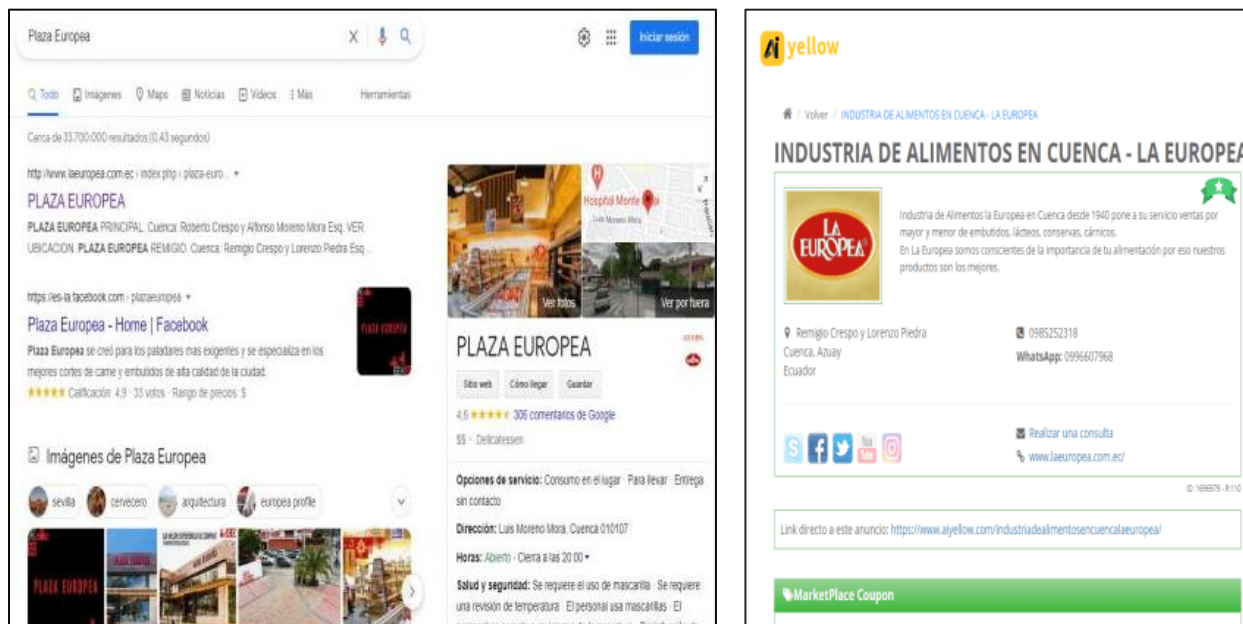 Plaza Europea
Iniciar sesión
Todo Imágenes Maps Noticias Videos Más Herramientas
Cerca de 33.700.000 resultados (0,43 segundos)
http://www.laeuropea.com.ec › index.php › plaza-euro...
PLAZA EUROPEA
PLAZA EUROPEA PRINCIPAL. Cuenca: Roberto Crespo y Alfonso Moreno Mora Esq. VER
UBICACION. PLAZA EUROPEA REMIGIO. Cuenca: Remigio Crespo y Lorenzo Piedra Esq ...
https://es-la.facebook.com › plazaeuropea
Plaza Europea - Home | Facebook
Plaza Europea se creó para los paladares mas exigentes y se especializa en los
mejores cortes de carne y embutidos de alta calidad de la ciudad.
Calificación: 4,9 · 33 votos · Rango de precios: $
PLAZA EUROPEA
Imágenes de Plaza Europea
sevilla cervecero arquitectura europea profile
PLAZA EUROPEA
Hospital Monte
Luis Moreno Mora
Ver fotos
Ver por fuera
PLAZA EUROPEA
Sitio web Cómo llegar Guardar
4,6 306 comentarios de Google
$$ · Delicatessen
Opciones de servicio: Consumo en el lugar · Para llevar · Entrega
sin contacto
Dirección: Luis Moreno Mora, Cuenca 010107
Horas: Abierto · Cierra a las 20:00
Salud y seguridad: Se requiere el uso de mascarilla · Se requiere
una revisión de temperatura · El personal usa mascarillas · El
Ai yellow
/ Volver / INDUSTRIA DE ALIMENTOS EN CUENCA - LA EUROPEA
INDUSTRIA DE ALIMENTOS EN CUENCA - LA EUROPEA
LA
EUROPEA
Industria de Alimentos la Europea en Cuenca desde 1940 pone a su servicio ventas por
mayor y menor de embutidos, lácteos, conservas, cárnicos.
En La Europea somos conscientes de la importancia de tu alimentación por eso nuestros
productos son los mejores.
Remigio Crespo y Lorenzo Piedra
Cuenca, Azuay
Ecuador
0985252318
WhatsApp: 0996607968
You
Tube
Realizar una consulta
www.laeuropea.com.ec/
ID: 1696979 - R:110
Link directo a este anuncio: https://www.aiyellow.com/industriadealimentosencuencalaeuropea/
MarketPlace Coupon